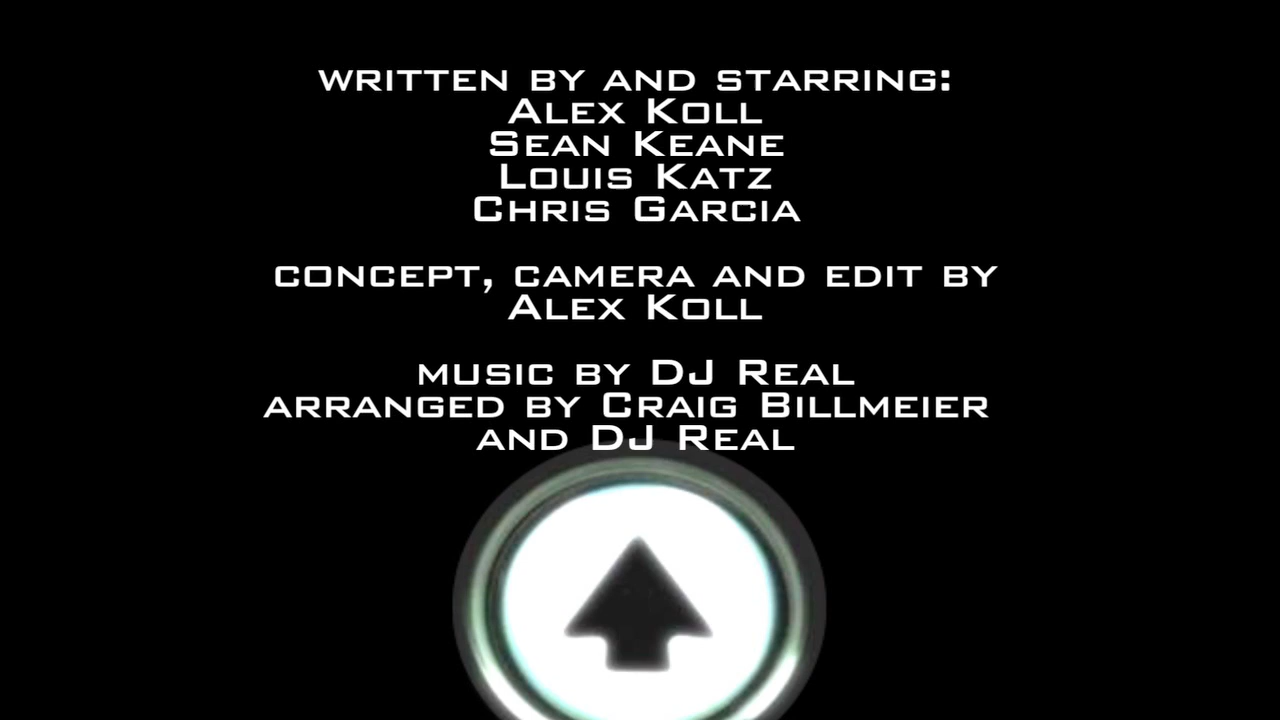 WRITTEN BY AND STARRING:
ALEX KOLL
SEAN KEANE
LOUIS KATZ
CHRIS GARCIA
CONCEPT, CAMERA AND EDIT BY
ALEX KOLL
MUSIC BY DJ REAL
ARRANGED BY CRAIG BILLMEIER
AND DJ REAL